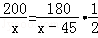 200/x = 180/(x − 45) · 1/2